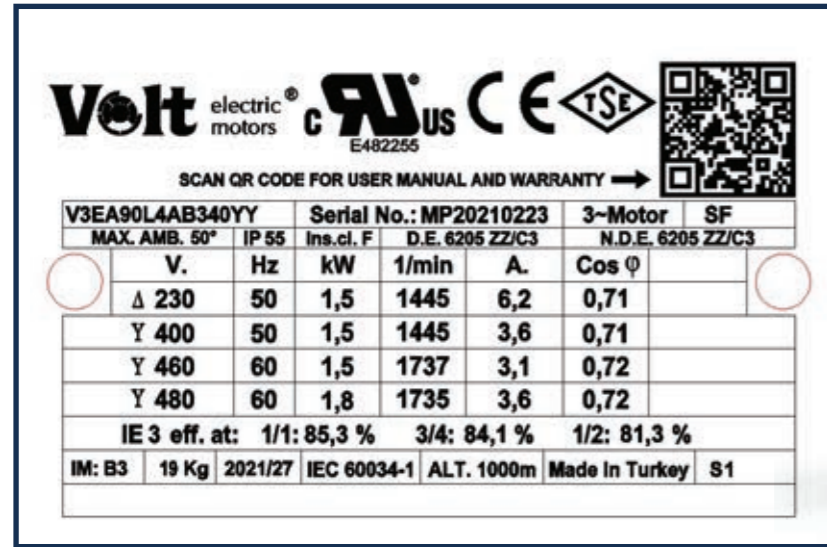 Volt electric® motors c RU® US CE TSE
E482255
SCAN QR CODE FOR USER MANUAL AND WARRANTY
V3EA90L4AB340YY Serial No.: MP20210223 3~Motor SF
MAX. AMB. 50° IP 55 Ins.cl. F D.E. 6205 ZZ/C3 N.D.E. 6205 ZZ/C3
V. Hz kW 1/min A. Cos φ
Δ 230 50 1,5 1445 6,2 0,71
Y 400 50 1,5 1445 3,6 0,71
Y 460 60 1,5 1737 3,1 0,72
Y 480 60 1,8 1735 3,6 0,72
IE 3 eff. at: 1/1: 85,3 % 3/4: 84,1 % 1/2: 81,3 %
IM: B3 19 Kg 2021/27 IEC 60034-1 ALT. 1000m Made In Turkey S1